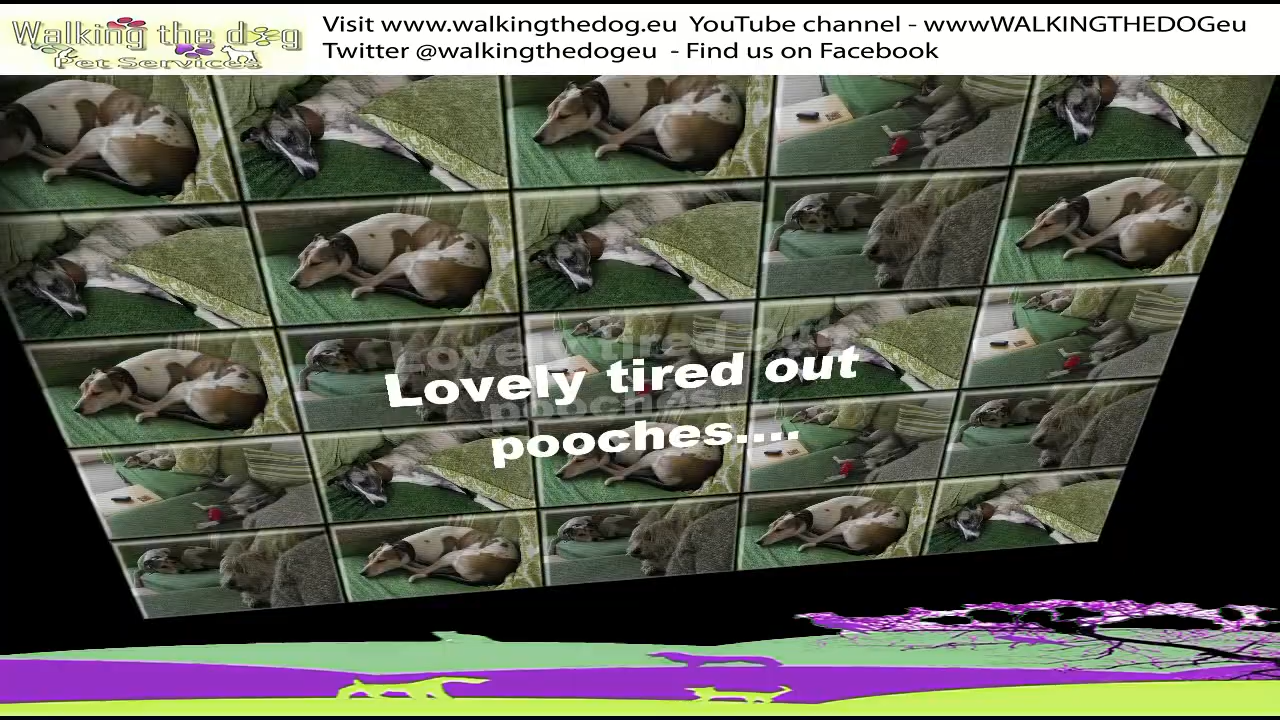 Walking the dog
Pet Services
Visit www.walkingthedog.eu YouTube channel - wwwWALKINGTHEDOGeu
Twitter @walkingthedogeu - Find us on Facebook
Lovely tired out
pooches....